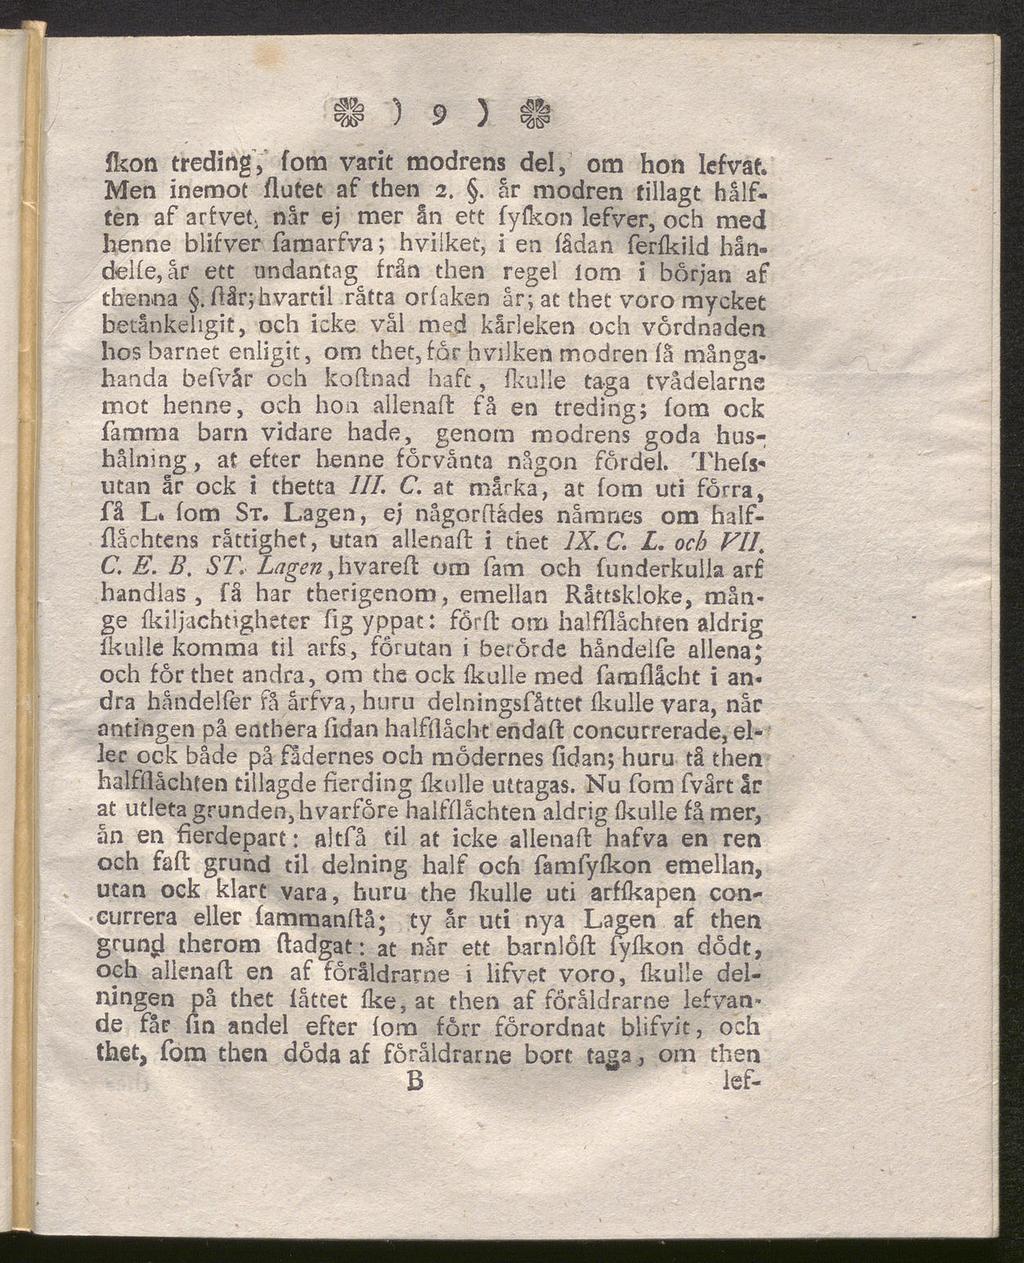 ) 9 )
ſkon treding, ſom varit modrens del, om hon lefvat.
Men inemot ſlutet af then 2. §. år modren tillagt hålf-
ten af arfvet, når ej mer ån ett ſyſkon lefver, och med
henne blifver ſamarfva; hvilket, i en ſådan ſerſkild hån-
delſe, år ett undantag från then regel ſom i början af
thenna §. ſtår; hvartil råtta orſaken år; at thet voro mycket
betånkeligit, och icke vål med kårleken och vördnaden
hos barnet enligit, om thet, för hvilken modren ſå många-
handa beſvår och koſtnad haft, ſkulle taga tvådelarne
mot henne, och hon allenaſt få en treding; ſom ock
ſamma barn vidare hade, genom modrens goda hus-
hålning, at efter henne förvånta någon fördel. Theſs-
utan år ock i thetta III. C. at mårka, at ſom uti förra,
ſå L. ſom ST. Lagen, ej någorſtådes nåmnes om half-
ſlåchtens råttighet, utan allenaſt i thet IX. C. L. och VII.
C. E. B. ST. Lagen, hvareſt om ſam och ſunderkulla arf
handlas, ſå har therigenom, emellan Råttskloke, mån-
ge ſkiljachtigheter ſig yppat: förſt om halfſlåchten aldrig
ſkulle komma til arfs, förutan i berörde håndelſe allena;
och för thet andra, om the ock ſkulle med ſamſlåcht i an-
dra håndelſer få årfva, huru delningsſåttet ſkulle vara, når
antingen på enthera ſidan halfſlåcht endaſt concurrerade, el-
ler ock både på fådernes och mödernes ſidan; huru tå then
halfſlåchten tillagde fierding ſkulle uttagas. Nu ſom ſvårt år
at utleta grunden, hvarföre halfſlåchten aldrig ſkulle få mer,
ån en fierdepart: altſå til at icke allenaſt hafva en ren
och faſt grund til delning half och ſamſyſkon emellan,
utan ock klart vara, huru the ſkulle uti arfſkapen con-
currera eller ſammanſtå; ty år uti nya Lagen af then
grund therom ſtadgat: at når ett barnlöſt ſyſkon dödt,
och allenaſt en af föråldrarne i lifvet voro, ſkulle del-
ningen på thet ſåttet ſke, at then af föråldrarne lefvan-
de får ſin andel efter ſom förr förordnat blifvit, och
thet, ſom then döda af föråldrarne bort taga, om then
B lef-